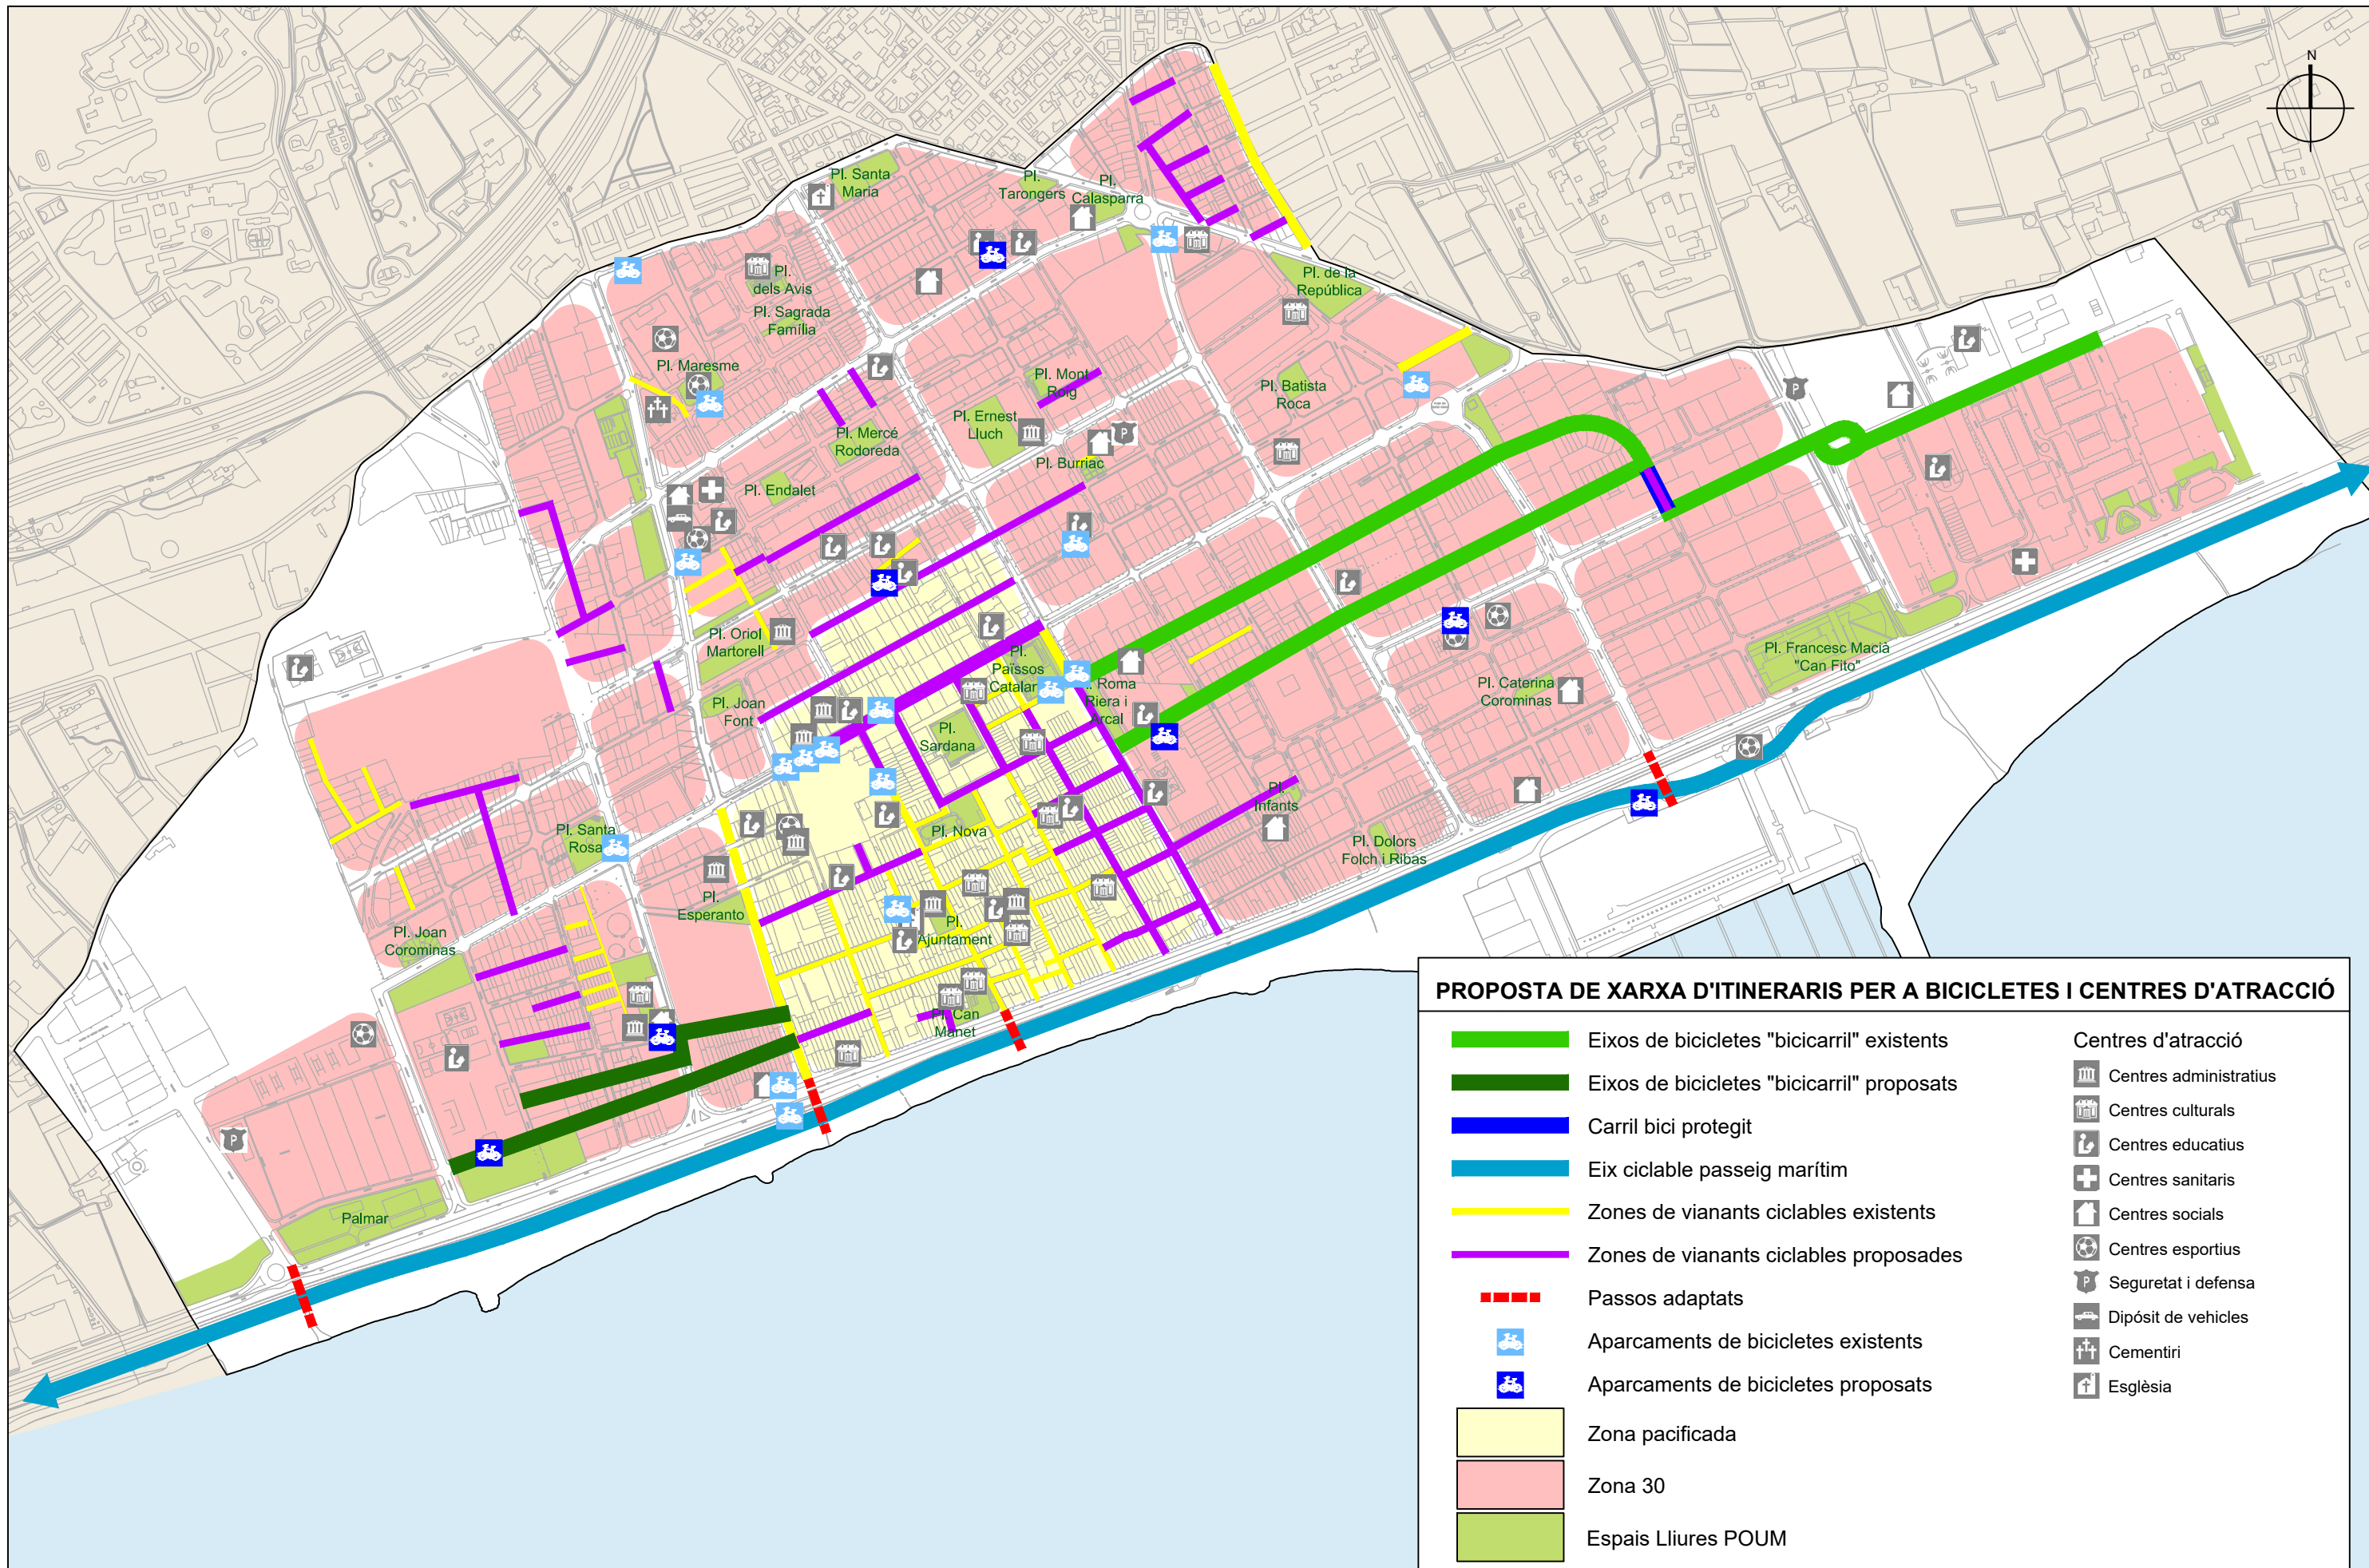 N
Pl. Santa
Maria
Pl.
Tarongers
Pl.
Calasparra
Pl.
dels Avis
Pl. Sagrada
Família
Pl. de la
República
Pl. Maresme
Pl. Mont
Roig
Pl. Batista
Roca
Pl. Ernest
Lluch
Pl. Mercé
Rodoreda
Pl. Burriac
Pl. Endalet
Pl. Oriol
Martorell
Pl.
Països
Catalan
Pl. Joan
Font
. Roma
Riera i
Arcal
Pl. Francesc Macià
"Can Fito"
Pl. Caterina
Corominas
Pl.
Sardana
Pl.
Infants
Pl. Nova
Pl. Santa
Rosa
Pl. Dolors
Folch i Ribas
Pl.
Esperanto
Pl.
Ajuntament
Pl. Joan
Corominas
Pl. Can
Manet
Palmar
PROPOSTA DE XARXA D'ITINERARIS PER A BICICLETES I CENTRES D'ATRACCIÓ
Eixos de bicicletes "bicicarril" existents
Eixos de bicicletes "bicicarril" proposats
Carril bici protegit
Eix ciclable passeig marítim
Zones de vianants ciclables existents
Zones de vianants ciclables proposades
Passos adaptats
Aparcaments de bicicletes existents
Aparcaments de bicicletes proposats
Zona pacificada
Zona 30
Espais Lliures POUM
Centres d'atracció
Centres administratius
Centres culturals
Centres educatius
Centres sanitaris
Centres socials
Centres esportius
P
Seguretat i defensa
Dipósit de vehicles
Cementiri
Esglèsia